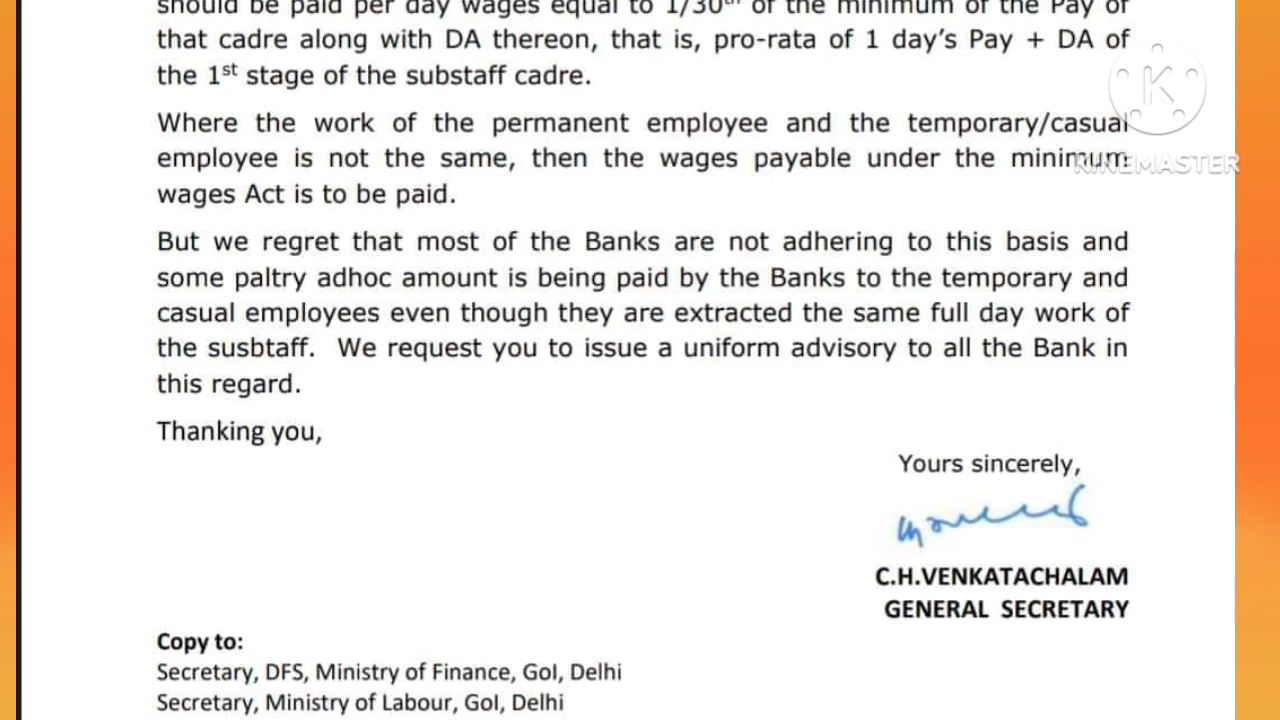 should be paid per day wages equal to 1/30th of the minimum of the Pay of
that cadre along with DA thereon, that is, pro-rata of 1 day's Pay + DA of
the 1st stage of the substaff cadre.
Where the work of the permanent employee and the temporary/casual
employee is not the same, then the wages payable under the minimum
wages Act is to be paid.
But we regret that most of the Banks are not adhering to this basis and
some paltry adhoc amount is being paid by the Banks to the temporary and
casual employees even though they are extracted the same full day work of
the susbtaff. We request you to issue a uniform advisory to all the Bank in
this regard.
Thanking you,
Yours sincerely,
C.H.VENKATACHALAM
GENERAL SECRETARY
Copy to:
Secretary, DFS, Ministry of Finance, GoI, Delhi
Secretary, Ministry of Labour, GoI, Delhi
K
KINEMASTER